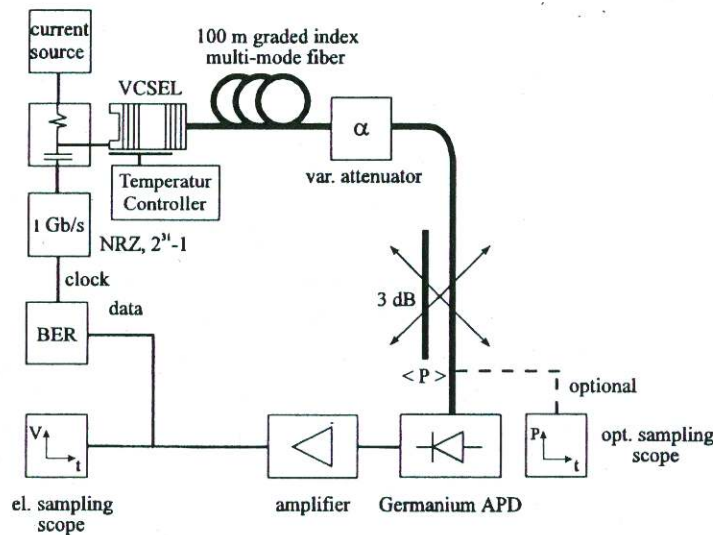 current
source
100 m graded index
multi-mode fiber
VCSEL
α
var. attenuator
Temperatur
Controller
1 Gb/s
NRZ, 2³¹-1
clock
data
BER
3 dB
< P >
optional
V
t
el. sampling
scope
amplifier
Germanium APD
P
t
opt. sampling
scope